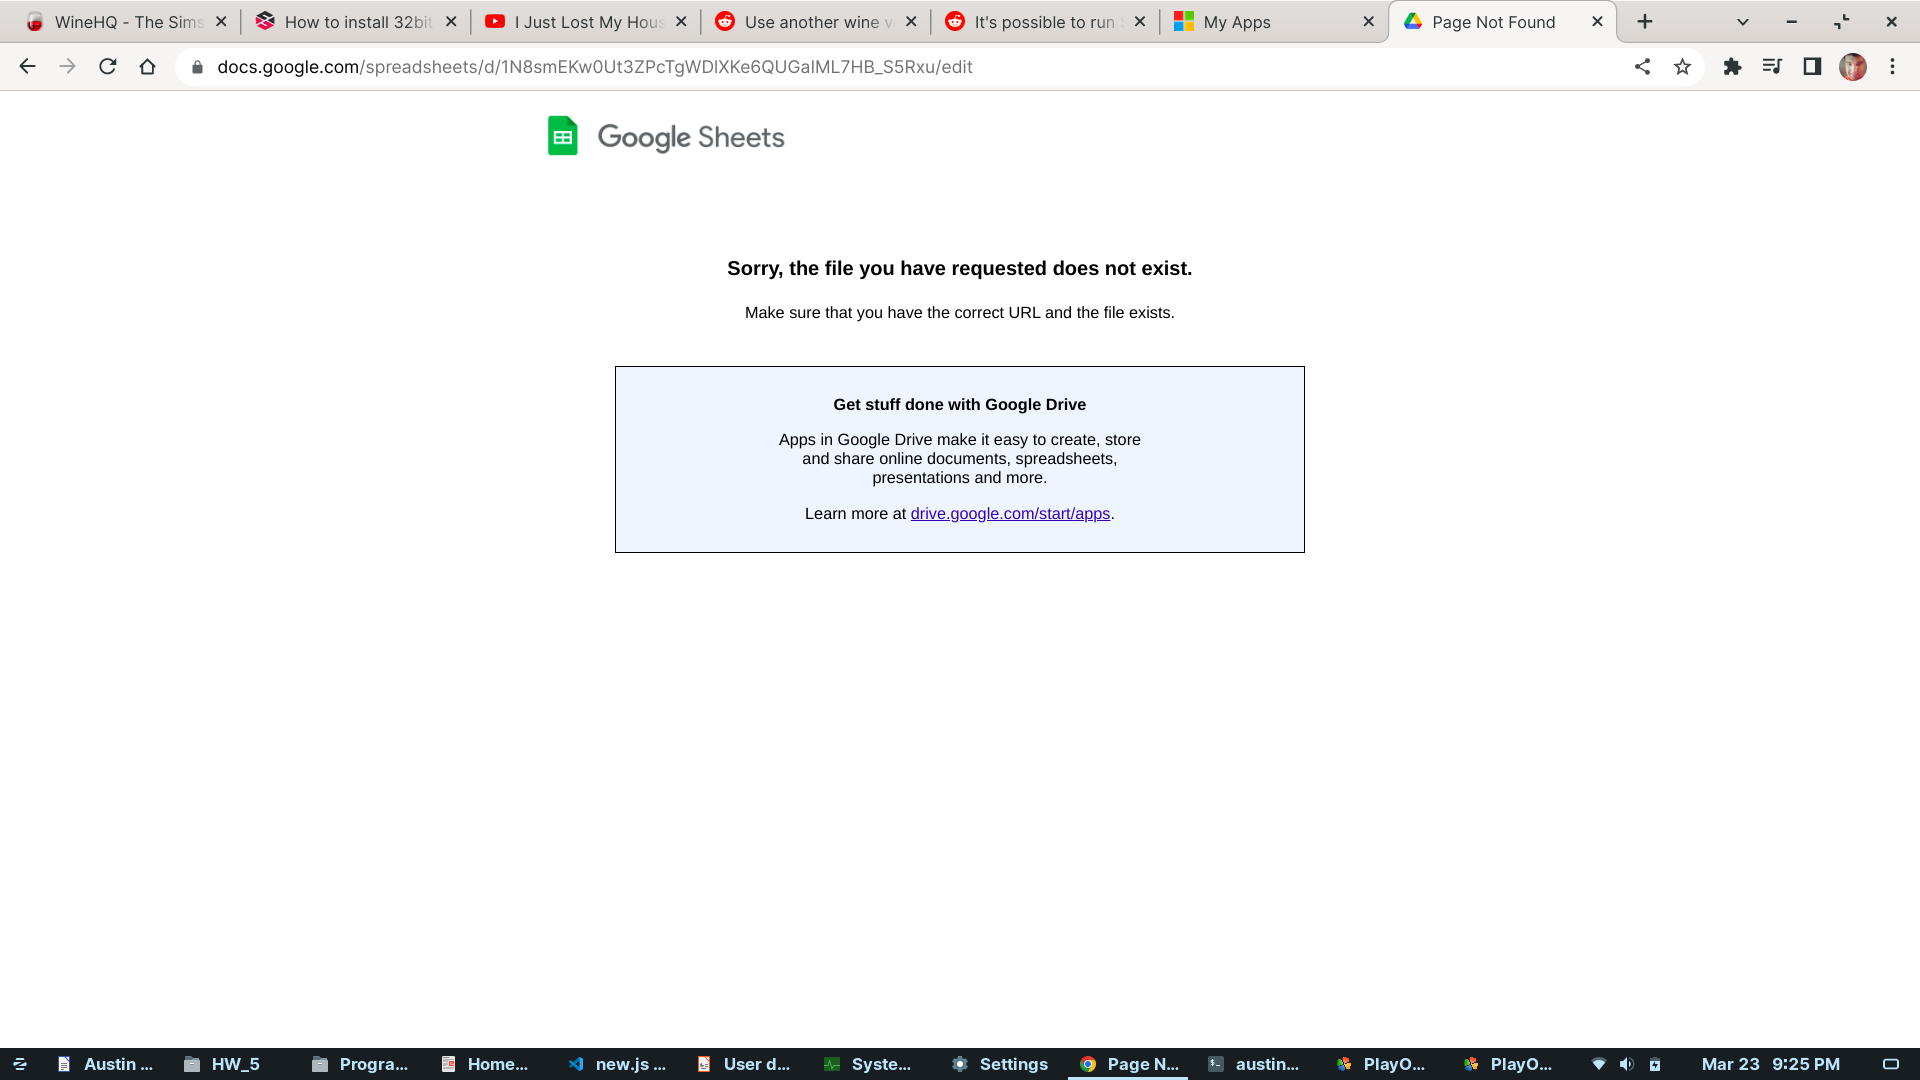 WineHQ - The Sims
How to install 32bit
I Just Lost My Hous
Use another wine v
It's possible to run
My Apps
Page Not Found
docs.google.com/spreadsheets/d/1N8smEKw0Ut3ZPcTgWDlXKe6QUGalML7HB_S5Rxu/edit
Google Sheets
Sorry, the file you have requested does not exist.
Make sure that you have the correct URL and the file exists.
Get stuff done with Google Drive
Apps in Google Drive make it easy to create, store
and share online documents, spreadsheets,
presentations and more.
Learn more at drive.google.com/start/apps.
Austin ...
HW_5
Progra...
Home...
new.js ...
User d...
Syste...
Settings
Page N...
austin...
PlayO...
PlayO...
Mar 23 9:25 PM